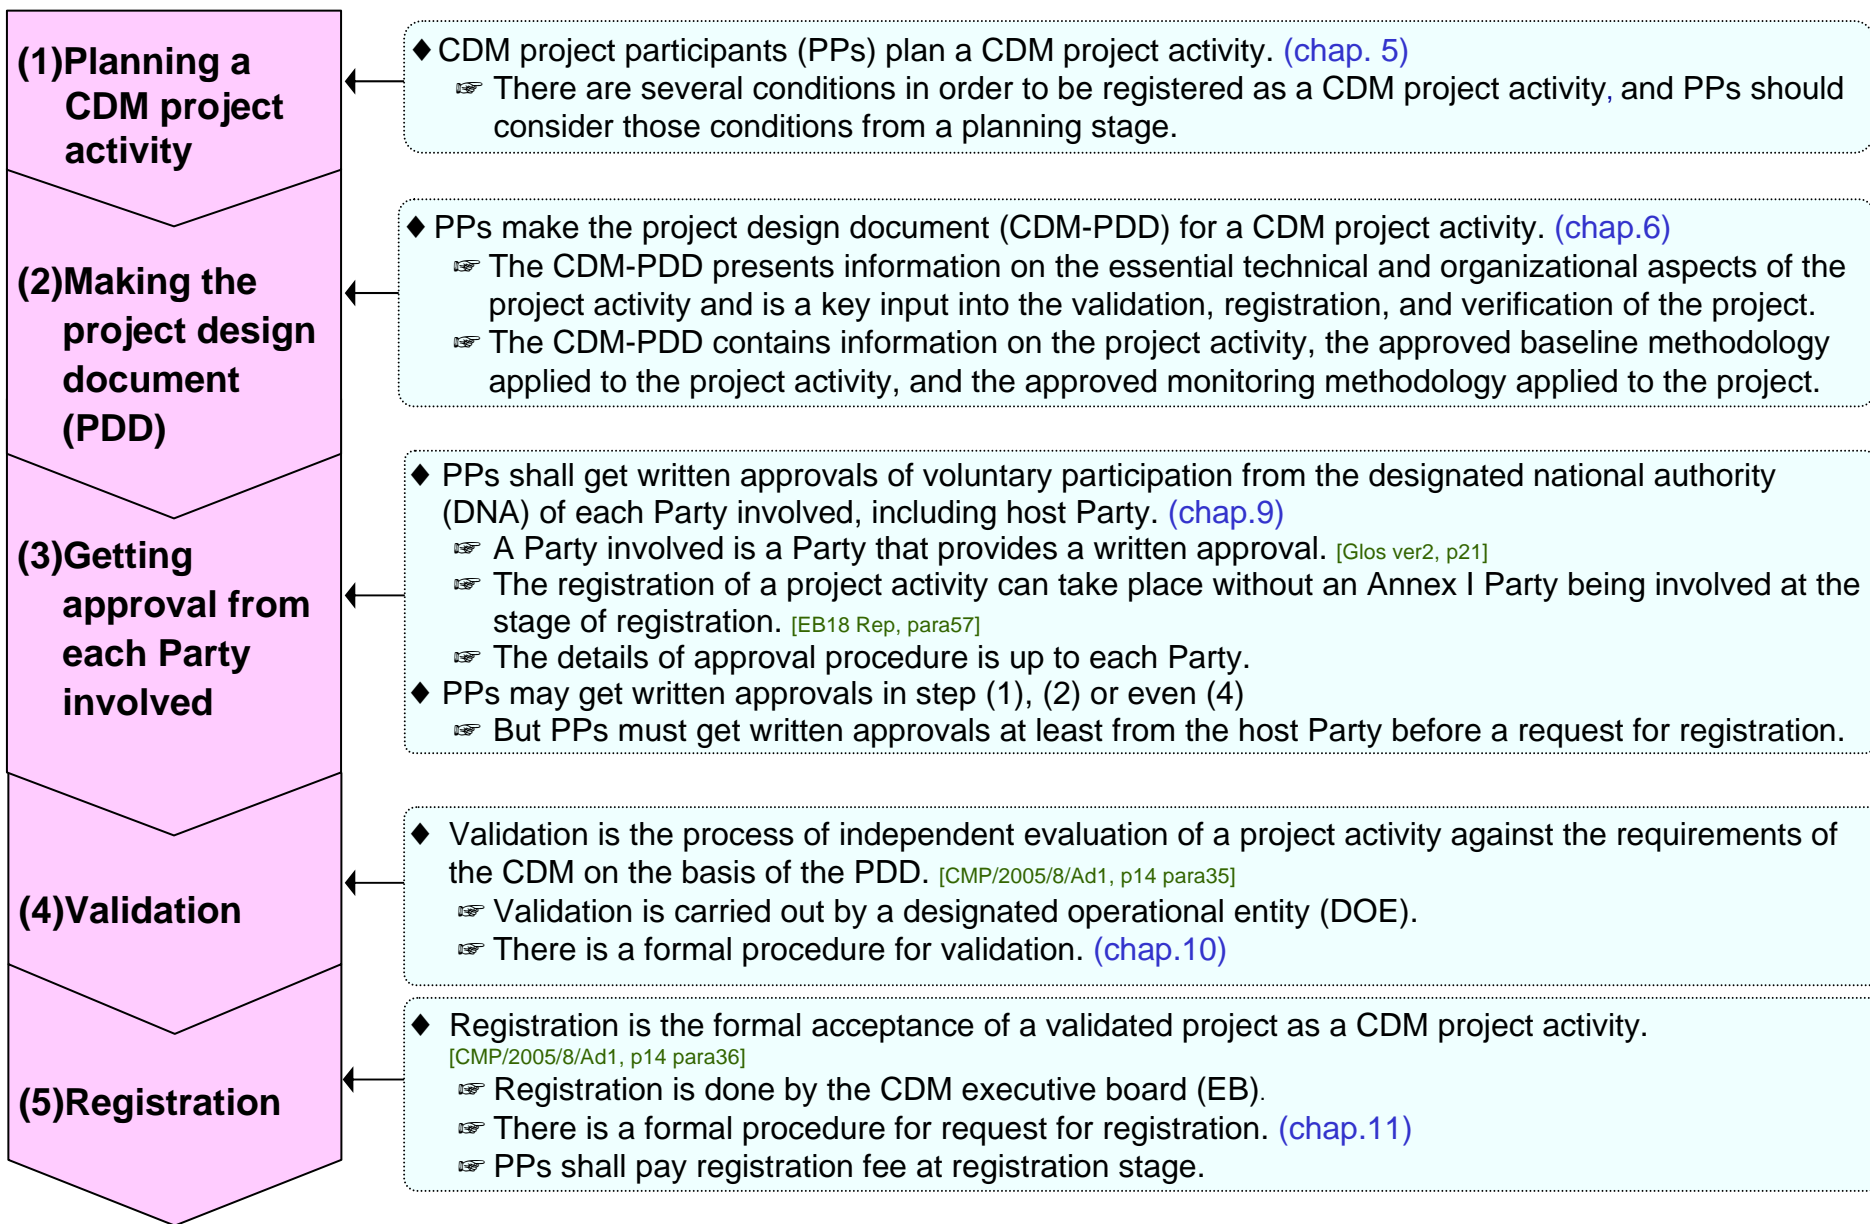 (1)Planning a
CDM project
activity
♦ CDM project participants (PPs) plan a CDM project activity. (chap. 5)
☞ There are several conditions in order to be registered as a CDM project activity, and PPs should
consider those conditions from a planning stage.
(2)Making the
project design
document
(PDD)
♦ PPs make the project design document (CDM-PDD) for a CDM project activity. (chap.6)
☞ The CDM-PDD presents information on the essential technical and organizational aspects of the
project activity and is a key input into the validation, registration, and verification of the project.
☞ The CDM-PDD contains information on the project activity, the approved baseline methodology
applied to the project activity, and the approved monitoring methodology applied to the project.
(3)Getting
approval from
each Party
involved
♦ PPs shall get written approvals of voluntary participation from the designated national authority
(DNA) of each Party involved, including host Party. (chap.9)
☞ A Party involved is a Party that provides a written approval. [Glos ver2, p21]
☞ The registration of a project activity can take place without an Annex I Party being involved at the
stage of registration. [EB18 Rep, para57]
☞ The details of approval procedure is up to each Party.
♦ PPs may get written approvals in step (1), (2) or even (4)
☞ But PPs must get written approvals at least from the host Party before a request for registration.
(4)Validation
♦ Validation is the process of independent evaluation of a project activity against the requirements of
the CDM on the basis of the PDD. [CMP/2005/8/Ad1, p14 para35]
☞ Validation is carried out by a designated operational entity (DOE).
☞ There is a formal procedure for validation. (chap.10)
(5)Registration
♦ Registration is the formal acceptance of a validated project as a CDM project activity.
[CMP/2005/8/Ad1, p14 para36]
☞ Registration is done by the CDM executive board (EB).
☞ There is a formal procedure for request for registration. (chap.11)
☞ PPs shall pay registration fee at registration stage.